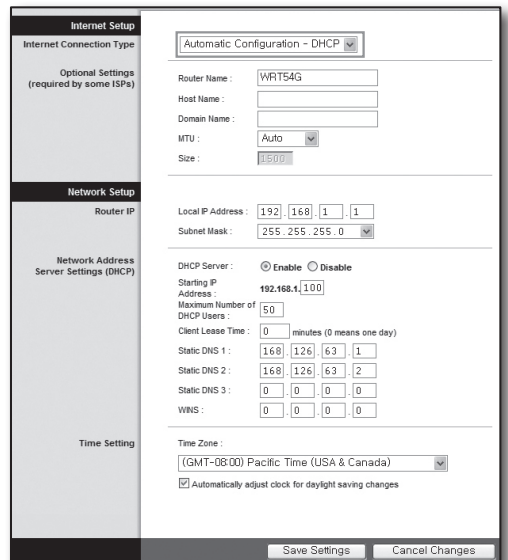 Internet Setup
Internet Connection Type
Automatic Configuration - DHCP
Optional Settings
(required by some ISPs)
Router Name : WRT54G
Host Name :
Domain Name :
MTU : Auto
Size : 1500
Network Setup
Router IP
Local IP Address : 192 . 168 . 1 . 1
Subnet Mask : 255.255.255.0
Network Address
Server Settings (DHCP)
DHCP Server : Enable Disable
Starting IP
Address : 192.168.1. 100
Maximum Number of
DHCP Users : 50
Client Lease Time : 0 minutes (0 means one day)
Static DNS 1 : 168 . 126 . 63 . 1
Static DNS 2 : 168 . 126 . 63 . 2
Static DNS 3 : 0 . 0 . 0 . 0
WINS : 0 . 0 . 0 . 0
Time Setting
Time Zone :
(GMT-08:00) Pacific Time (USA & Canada)
Automatically adjust clock for daylight saving changes
Save Settings Cancel Changes